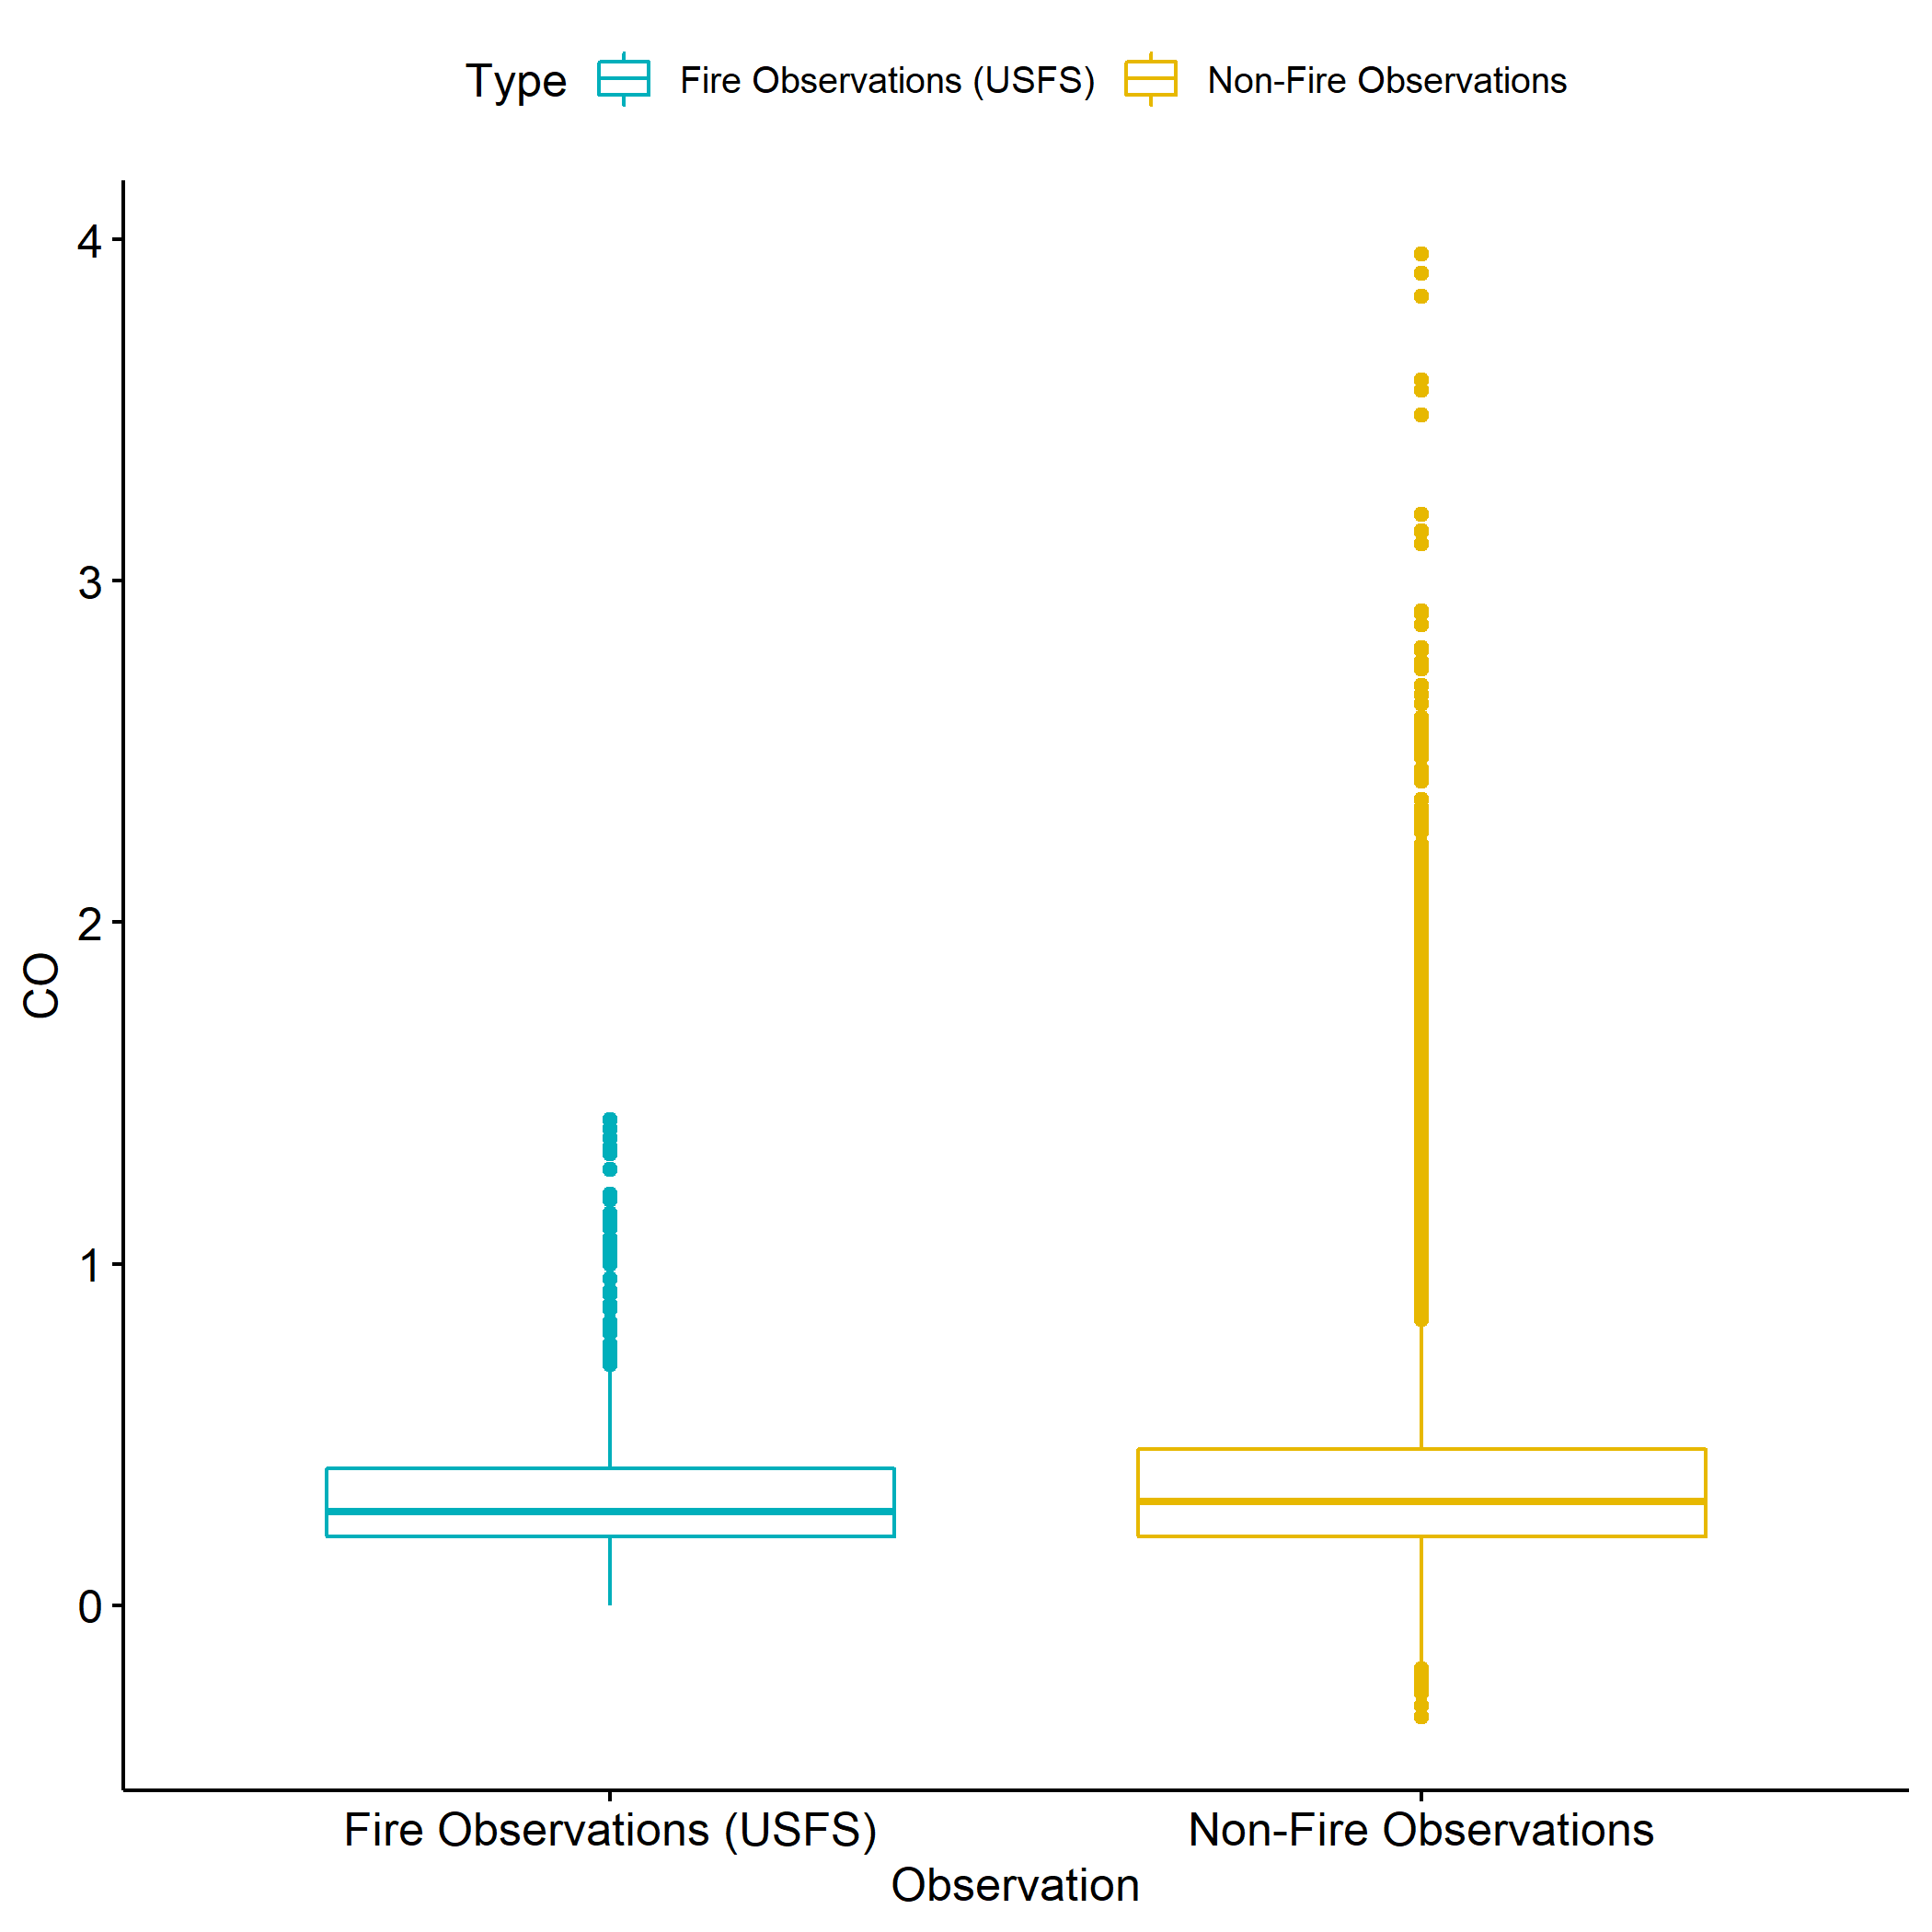 Type Fire Observations (USFS) Non-Fire Observations
4
3
2
1
0
CO
Fire Observations (USFS) Non-Fire Observations
Observation